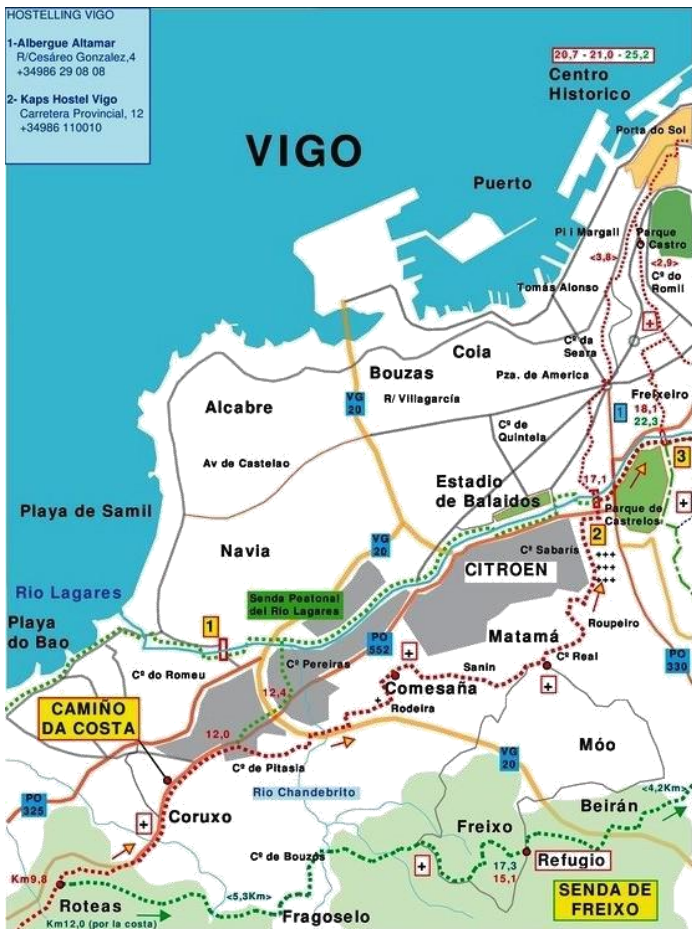 HOSTELLING VIGO
1-Albergue Altamar
R/Cesáreo Gonzalez,4
+34986 29 08 08
2- Kaps Hostel Vigo
Carretera Provincial, 12
+34986 110010
20,7 - 21,0 - 25,2
Centro
Historico
Porta do Sol
VIGO
Puerto
Pi i Margall
Parque
Castro
<3,8>
<2,9>
Cº do
Romil
Tomás Alonso
Cº da
Seara
Coia
Bouzas
Pza. de America
VG
20
R/ Villagarcía
Freixeiro
1
18,1
22,3
Alcabre
Cº de
Quintela
Av de Castelao
3
Estadio
de Balaidos
17,1
Playa de Samil
Parque de
Castrelos
2
Navia
VG
20
Cº Sabarís
CITROEN
Rio Lagares
Senda Peatonal
del Rio Lagares
Playa
do Bao
1
Roupeiro
PO
552
Matamá
PO
330
Cº do Romeu
Cº Pereiras
Cº Real
Sanin
Comesaña
12,4
Rodeira
CAMIÑO
DA COSTA
12,0
Móo
Cº de Pitasia
VG
20
Rio Chandebrito
PO
325
<4,2Km>
Beirán
Coruxo
Freixo
Cº de Bouzós
17,3
15,1
Refugio
Km9,8
SENDA DE
FREIXO
Roteas
<5,3Km>
Fragoselo
Km12,0 (por la costa)